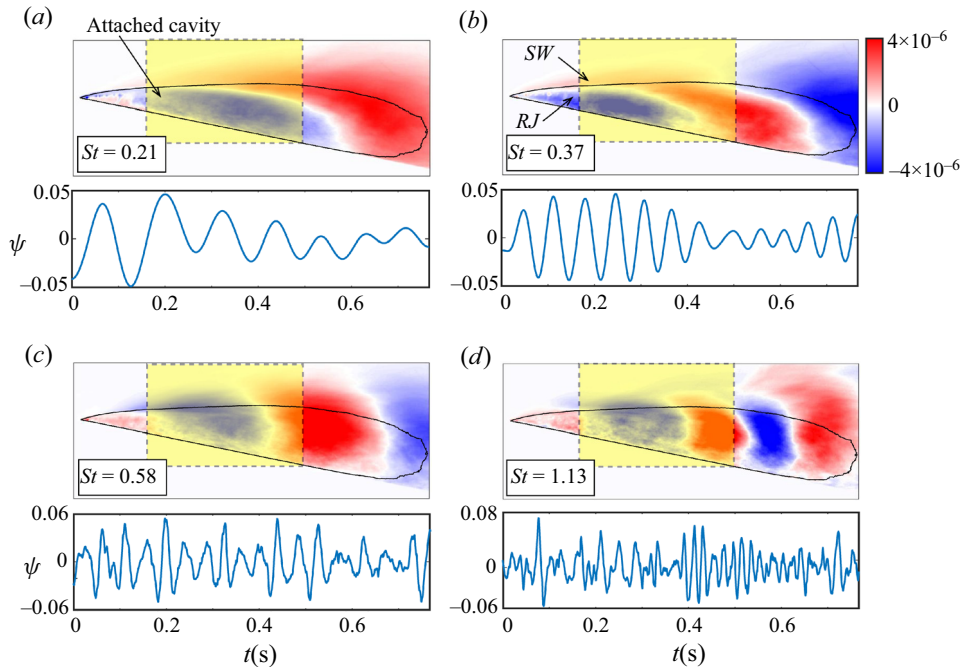 (a)
Attached cavity
St = 0.21
(b)
SW
RJ
St = 0.37
4×10⁻⁶
0
−4×10⁻⁶
0.05
0
−0.05
ψ
0 0.2 0.4 0.6
0.05
0
−0.05
0 0.2 0.4 0.6
(c)
St = 0.58
(d)
St = 1.13
0.06
0
−0.06
ψ
0 0.2 0.4 0.6
t(s)
0.08
0
−0.06
0 0.2 0.4 0.6
t(s)